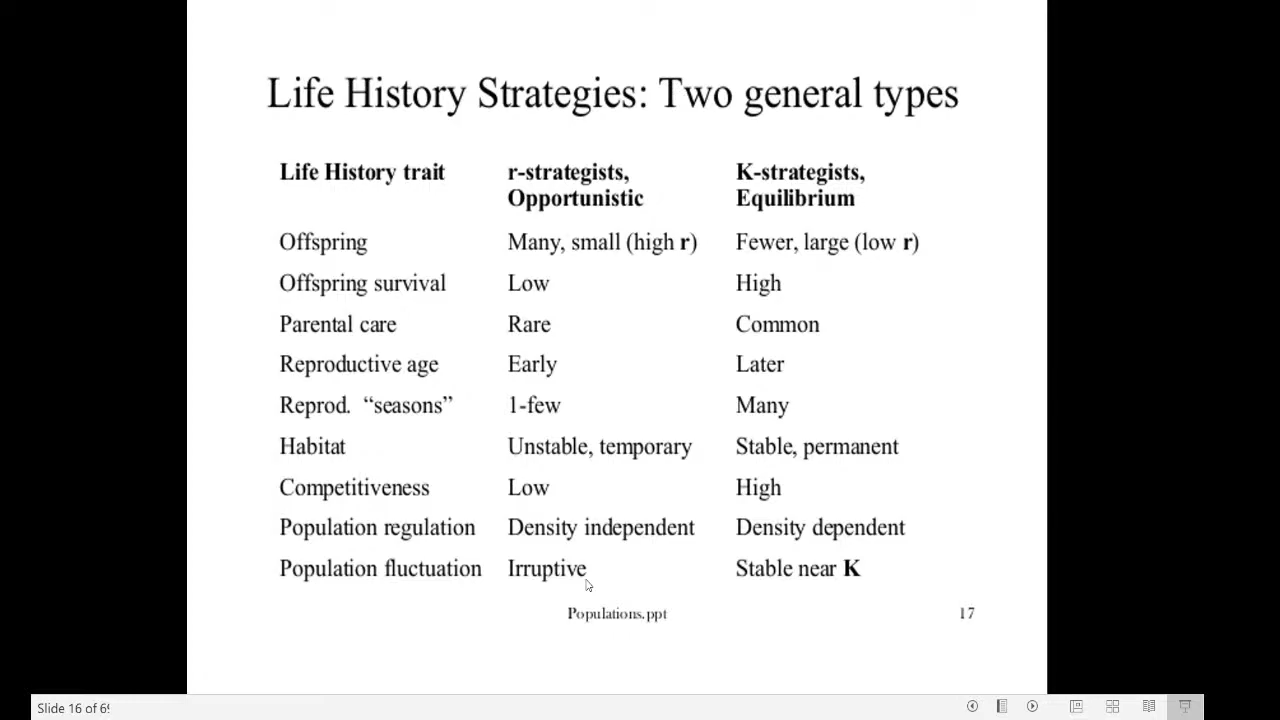 Life History Strategies: Two general types
Life History trait r-strategists, K-strategists,
Opportunistic Equilibrium
Offspring Many, small (high r) Fewer, large (low r)
Offspring survival Low High
Parental care Rare Common
Reproductive age Early Later
Reprod. “seasons” 1-few Many
Habitat Unstable, temporary Stable, permanent
Competitiveness Low High
Population regulation Density independent Density dependent
Population fluctuation Irruptive Stable near K
Populations.ppt 17
Slide 16 of